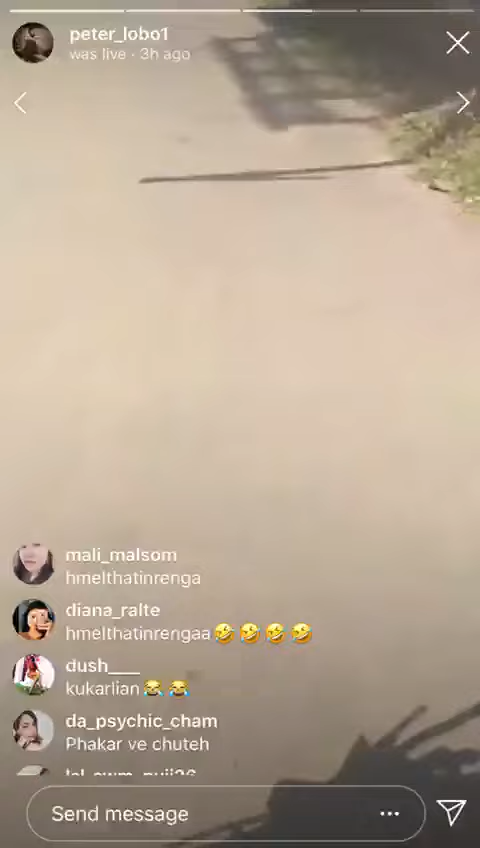 peter_lobo1
was live · 3h ago
mali_malsom
hmelthatinrenga
diana_ralte
hmelthatinrengaa🤣🤣🤣🤣
dush___
kukarlian😂😂
da_psychic_cham
Phakar ve chuteh
Send message